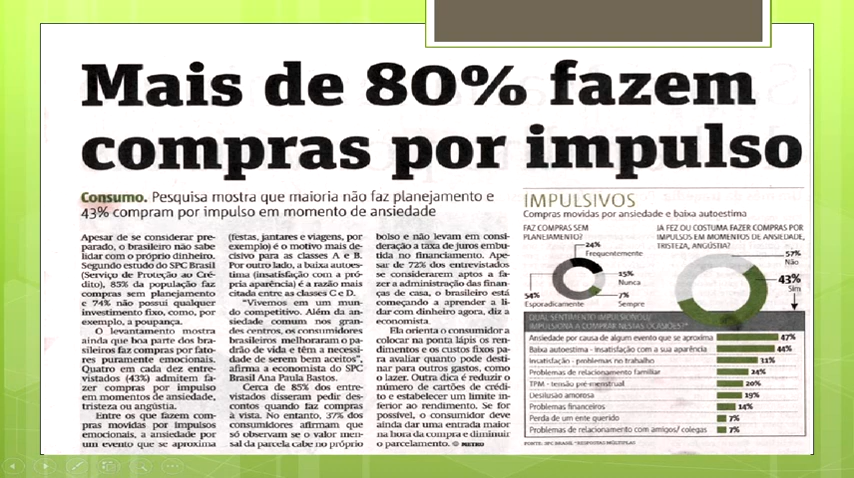 Mais de 80% fazem
compras por impulso
Consumo. Pesquisa mostra que maioria não faz planejamento e
43% compram por impulso em momento de ansiedade
Apesar de se considerar pre-
parado, o brasileiro não sabe
lidar com o próprio dinheiro.
Segundo estudo do SPC Brasil
(Serviço de Proteção ao Cré-
dito), 85% da população faz
compras sem planejamento
e 74% não possui qualquer
investimento fixo, como, por
exemplo, a poupança.
O levantamento mostra
ainda que boa parte dos bra-
sileiros faz compras por fato-
res puramente emocionais.
Quatro em cada dez entre-
vistados (43%) admitem fa-
zer compras por impulso
em momentos de ansiedade,
tristeza ou angústia.
Entre os que fazem com-
pras movidas por impulsos
emocionais, a ansiedade por
um evento que se aproxima
(festas, jantares e viagens, por
exemplo) é o motivo mais de-
cisivo para as classes A e B.
Por outro lado, a baixa autoes-
tima (insatisfação com a pró-
pria aparência) é a razão mais
citada entre as classes C e D.
"Vivemos em um mun-
do competitivo. Além da an-
siedade comum nos gran-
des centros, os consumidores
brasileiros melhoraram o pa-
drão de vida e têm a necessi-
dade de serem bem aceitos",
afirma a economista do SPC
Brasil Ana Paula Bastos.
Cerca de 85% dos entre-
vistados disseram pedir des-
contos quando faz compras
à vista. No entanto, 37% dos
consumidores afirmam que
só observam se o valor men-
sal da parcela cabe no próprio
bolso e não levam em consi-
deração a taxa de juros embu-
tida no financiamento. Ape-
sar de 72% dos entrevistados
se considerarem aptos a fa-
zer a administração das finan-
ças de casa, o brasileiro está
começando a aprender a li-
dar com dinheiro agora, diz a
economista.
Ela orienta o consumidor a
colocar na ponta lápis os ren-
dimentos e os custos fixos pa-
ra avaliar quanto pode desti-
nar para outros gastos, como
o lazer. Outra dica é reduzir o
número de cartões de crédi-
to e estabelecer um limite in-
ferior ao rendimento. Se for
possível, o consumidor deve
ainda dar uma entrada maior
na hora da compra e diminuir
o parcelamento. METRO
IMPULSIVOS
Compras movidas por ansiedade e baixa autoestima
FAZ COMPRAS SEM
PLANEJAMENTO?
24%
Frequentemente
15%
Nunca
7%
Sempre
54%
Esporadicamente
JÁ FEZ OU COSTUMA FAZER COMPRAS POR
IMPULSOS EM MOMENTOS DE ANSIEDADE,
TRISTEZA, ANGÚSTIA?
57%
Não
43%
Sim
QUAL SENTIMENTO IMPULSIONOU/
IMPULSIONA A COMPRAR NESTAS OCASIÕES?*
Ansiedade por causa de algum evento que se aproxima 47%
Baixa autoestima - insatisfação com a sua aparência 44%
Insatisfação - problemas no trabalho
Problemas de relacionamento familiar 24%
TPM - tensão pré-menstrual 20%
Desilusão amorosa 19%
Problemas financeiros 14%
Perda de um ente querido 7%
Problemas de relacionamento com amigos/ colegas 7%
FONTE: SPC BRASIL *RESPOSTAS MÚLTIPLAS